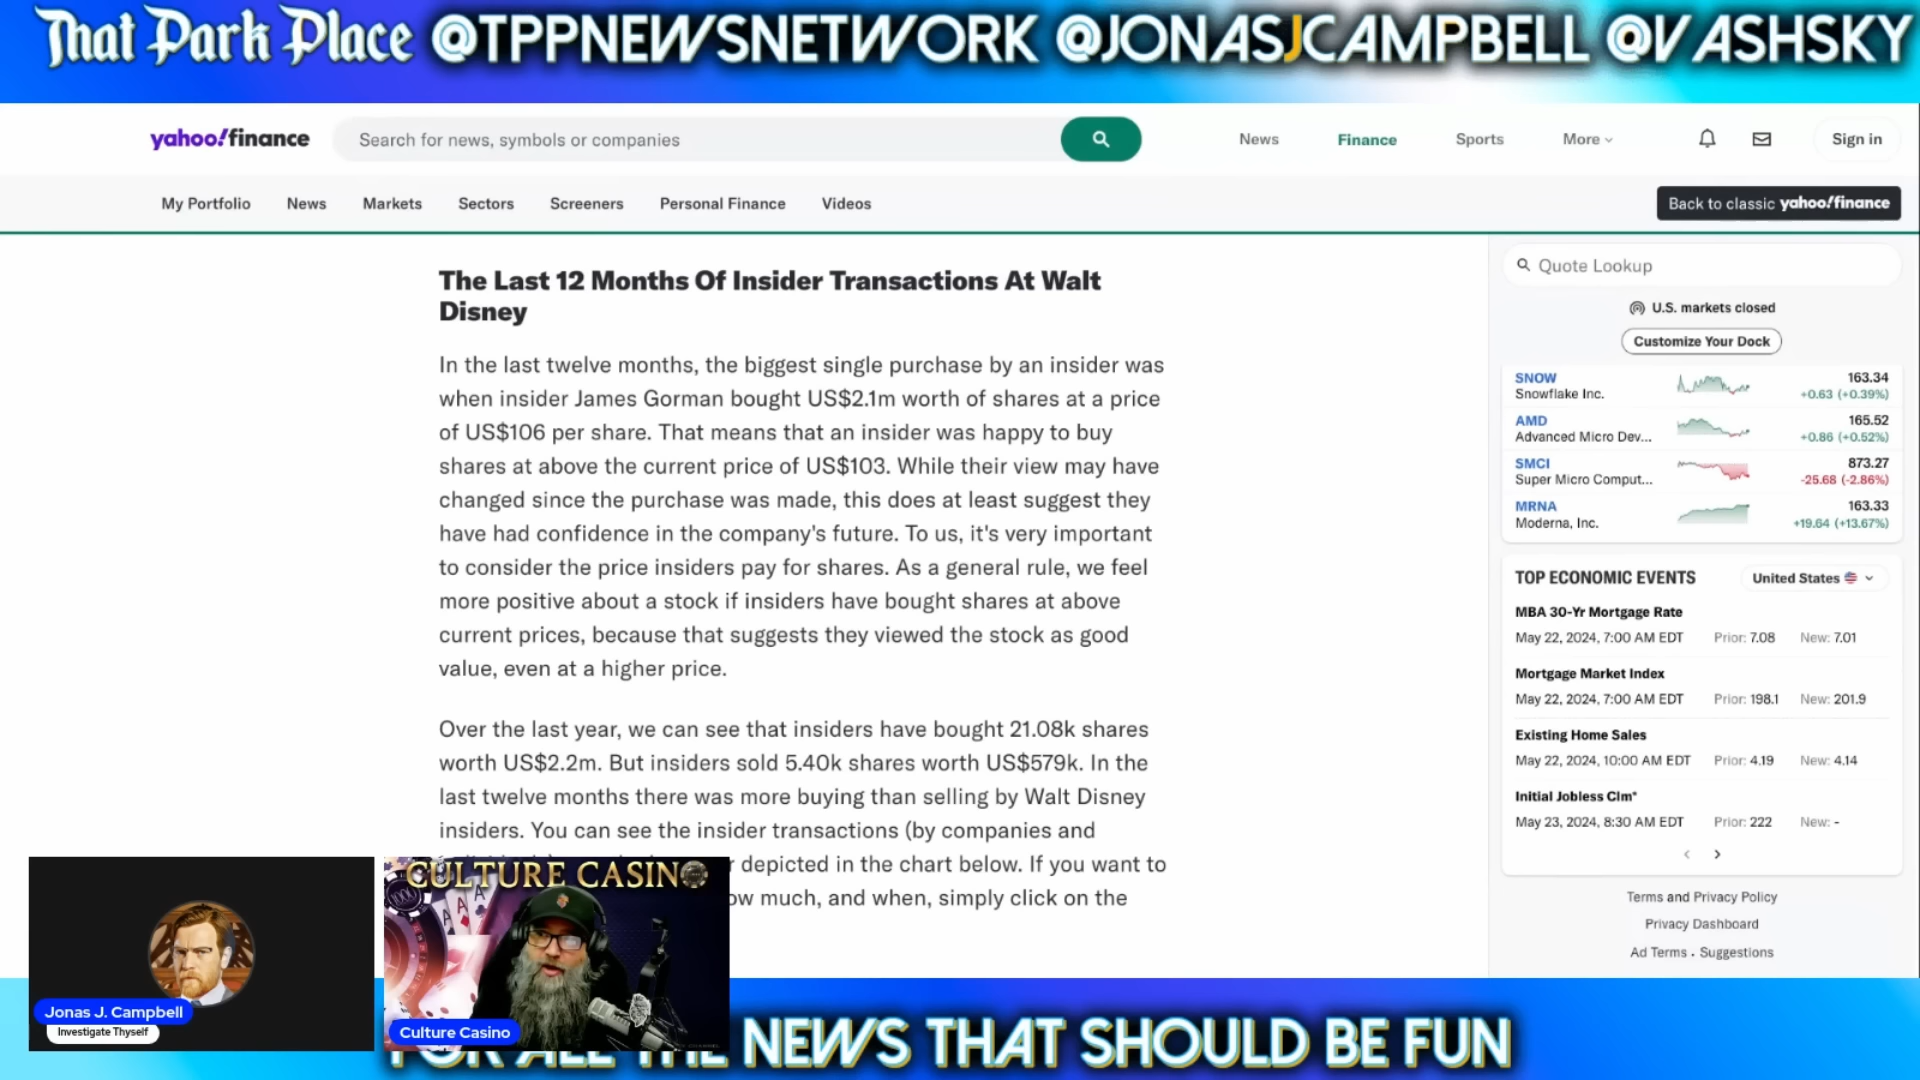 That Park Place @TPPNEWSNETWORK @JONASJCAMPBELL @VASHSKY
yahoo!finance
Search for news, symbols or companies
News Finance Sports More
Sign in
My Portfolio News Markets Sectors Screeners Personal Finance Videos
Back to classic yahoo!finance
The Last 12 Months Of Insider Transactions At Walt
Disney
In the last twelve months, the biggest single purchase by an insider was
when insider James Gorman bought US$2.1m worth of shares at a price
of US$106 per share. That means that an insider was happy to buy
shares at above the current price of US$103. While their view may have
changed since the purchase was made, this does at least suggest they
have had confidence in the company's future. To us, it's very important
to consider the price insiders pay for shares. As a general rule, we feel
more positive about a stock if insiders have bought shares at above
current prices, because that suggests they viewed the stock as good
value, even at a higher price.
Over the last year, we can see that insiders have bought 21.08k shares
worth US$2.2m. But insiders sold 5.40k shares worth US$579k. In the
last twelve months there was more buying than selling by Walt Disney
insiders. You can see the insider transactions (by companies and
depicted in the chart below. If you want to
much, and when, simply click on the
Quote Lookup
U.S. markets closed
Customize Your Dock
SNOW 163.34
Snowflake Inc. +0.63 (+0.39%)
AMD 165.52
Advanced Micro Dev... +0.86 (+0.52%)
SMCI 873.27
Super Micro Comput... -25.68 (-2.86%)
MRNA 163.33
Moderna, Inc. +19.64 (+13.67%)
TOP ECONOMIC EVENTS United States
MBA 30-Yr Mortgage Rate
May 22, 2024, 7:00 AM EDT Prior: 7.08 New: 7.01
Mortgage Market Index
May 22, 2024, 7:00 AM EDT Prior: 198.1 New: 201.9
Existing Home Sales
May 22, 2024, 10:00 AM EDT Prior: 4.19 New: 4.14
Initial Jobless Clm*
May 23, 2024, 8:30 AM EDT Prior: 222 New: -
Terms and Privacy Policy
Privacy Dashboard
Ad Terms . Suggestions
CULTURE CASINO
Jonas J. Campbell
Investigate Thyself
Culture Casino
FOR ALL THE NEWS THAT SHOULD BE FUN